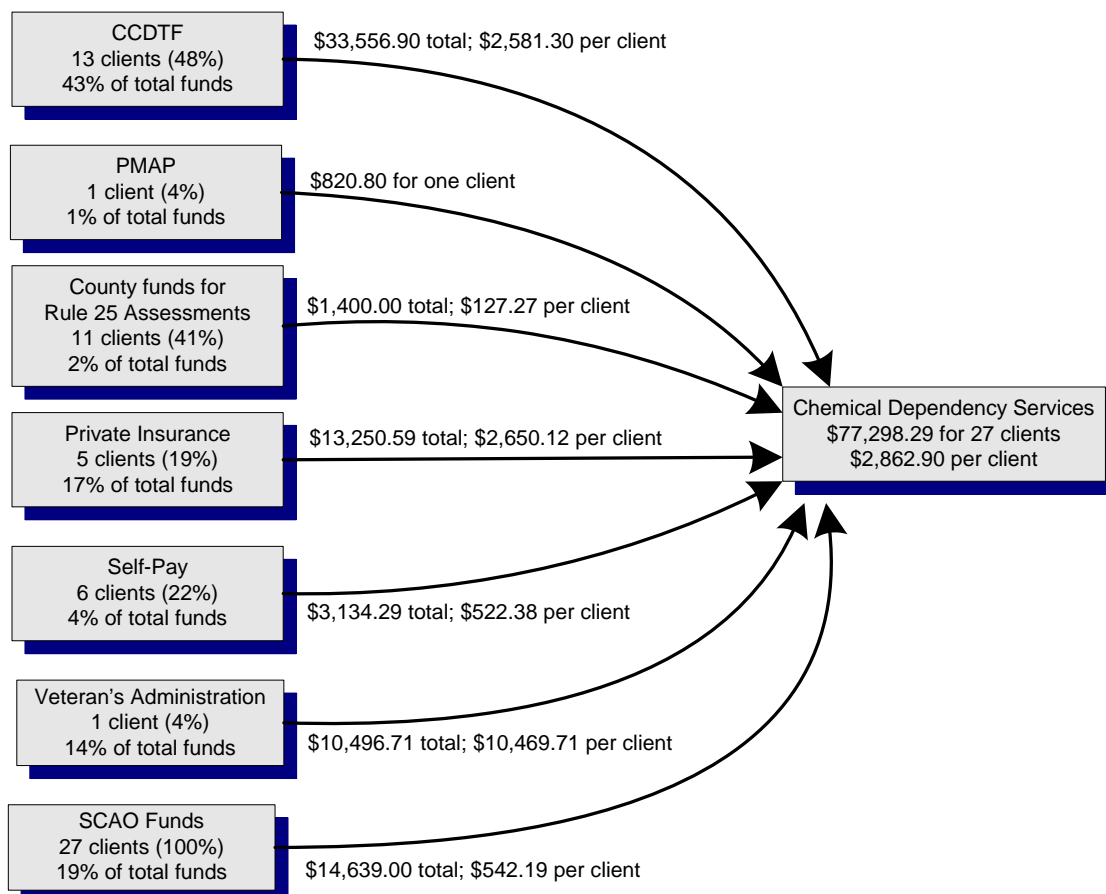 CCDTF
13 clients (48%)
43% of total funds
$33,556.90 total; $2,581.30 per client
PMAP
1 client (4%)
1% of total funds
$820.80 for one client
County funds for
Rule 25 Assessments
11 clients (41%)
2% of total funds
$1,400.00 total; $127.27 per client
Private Insurance
5 clients (19%)
17% of total funds
$13,250.59 total; $2,650.12 per client
Chemical Dependency Services
$77,298.29 for 27 clients
$2,862.90 per client
Self-Pay
6 clients (22%)
4% of total funds
$3,134.29 total; $522.38 per client
Veteran’s Administration
1 client (4%)
14% of total funds
$10,496.71 total; $10,469.71 per client
SCAO Funds
27 clients (100%)
19% of total funds
$14,639.00 total; $542.19 per client